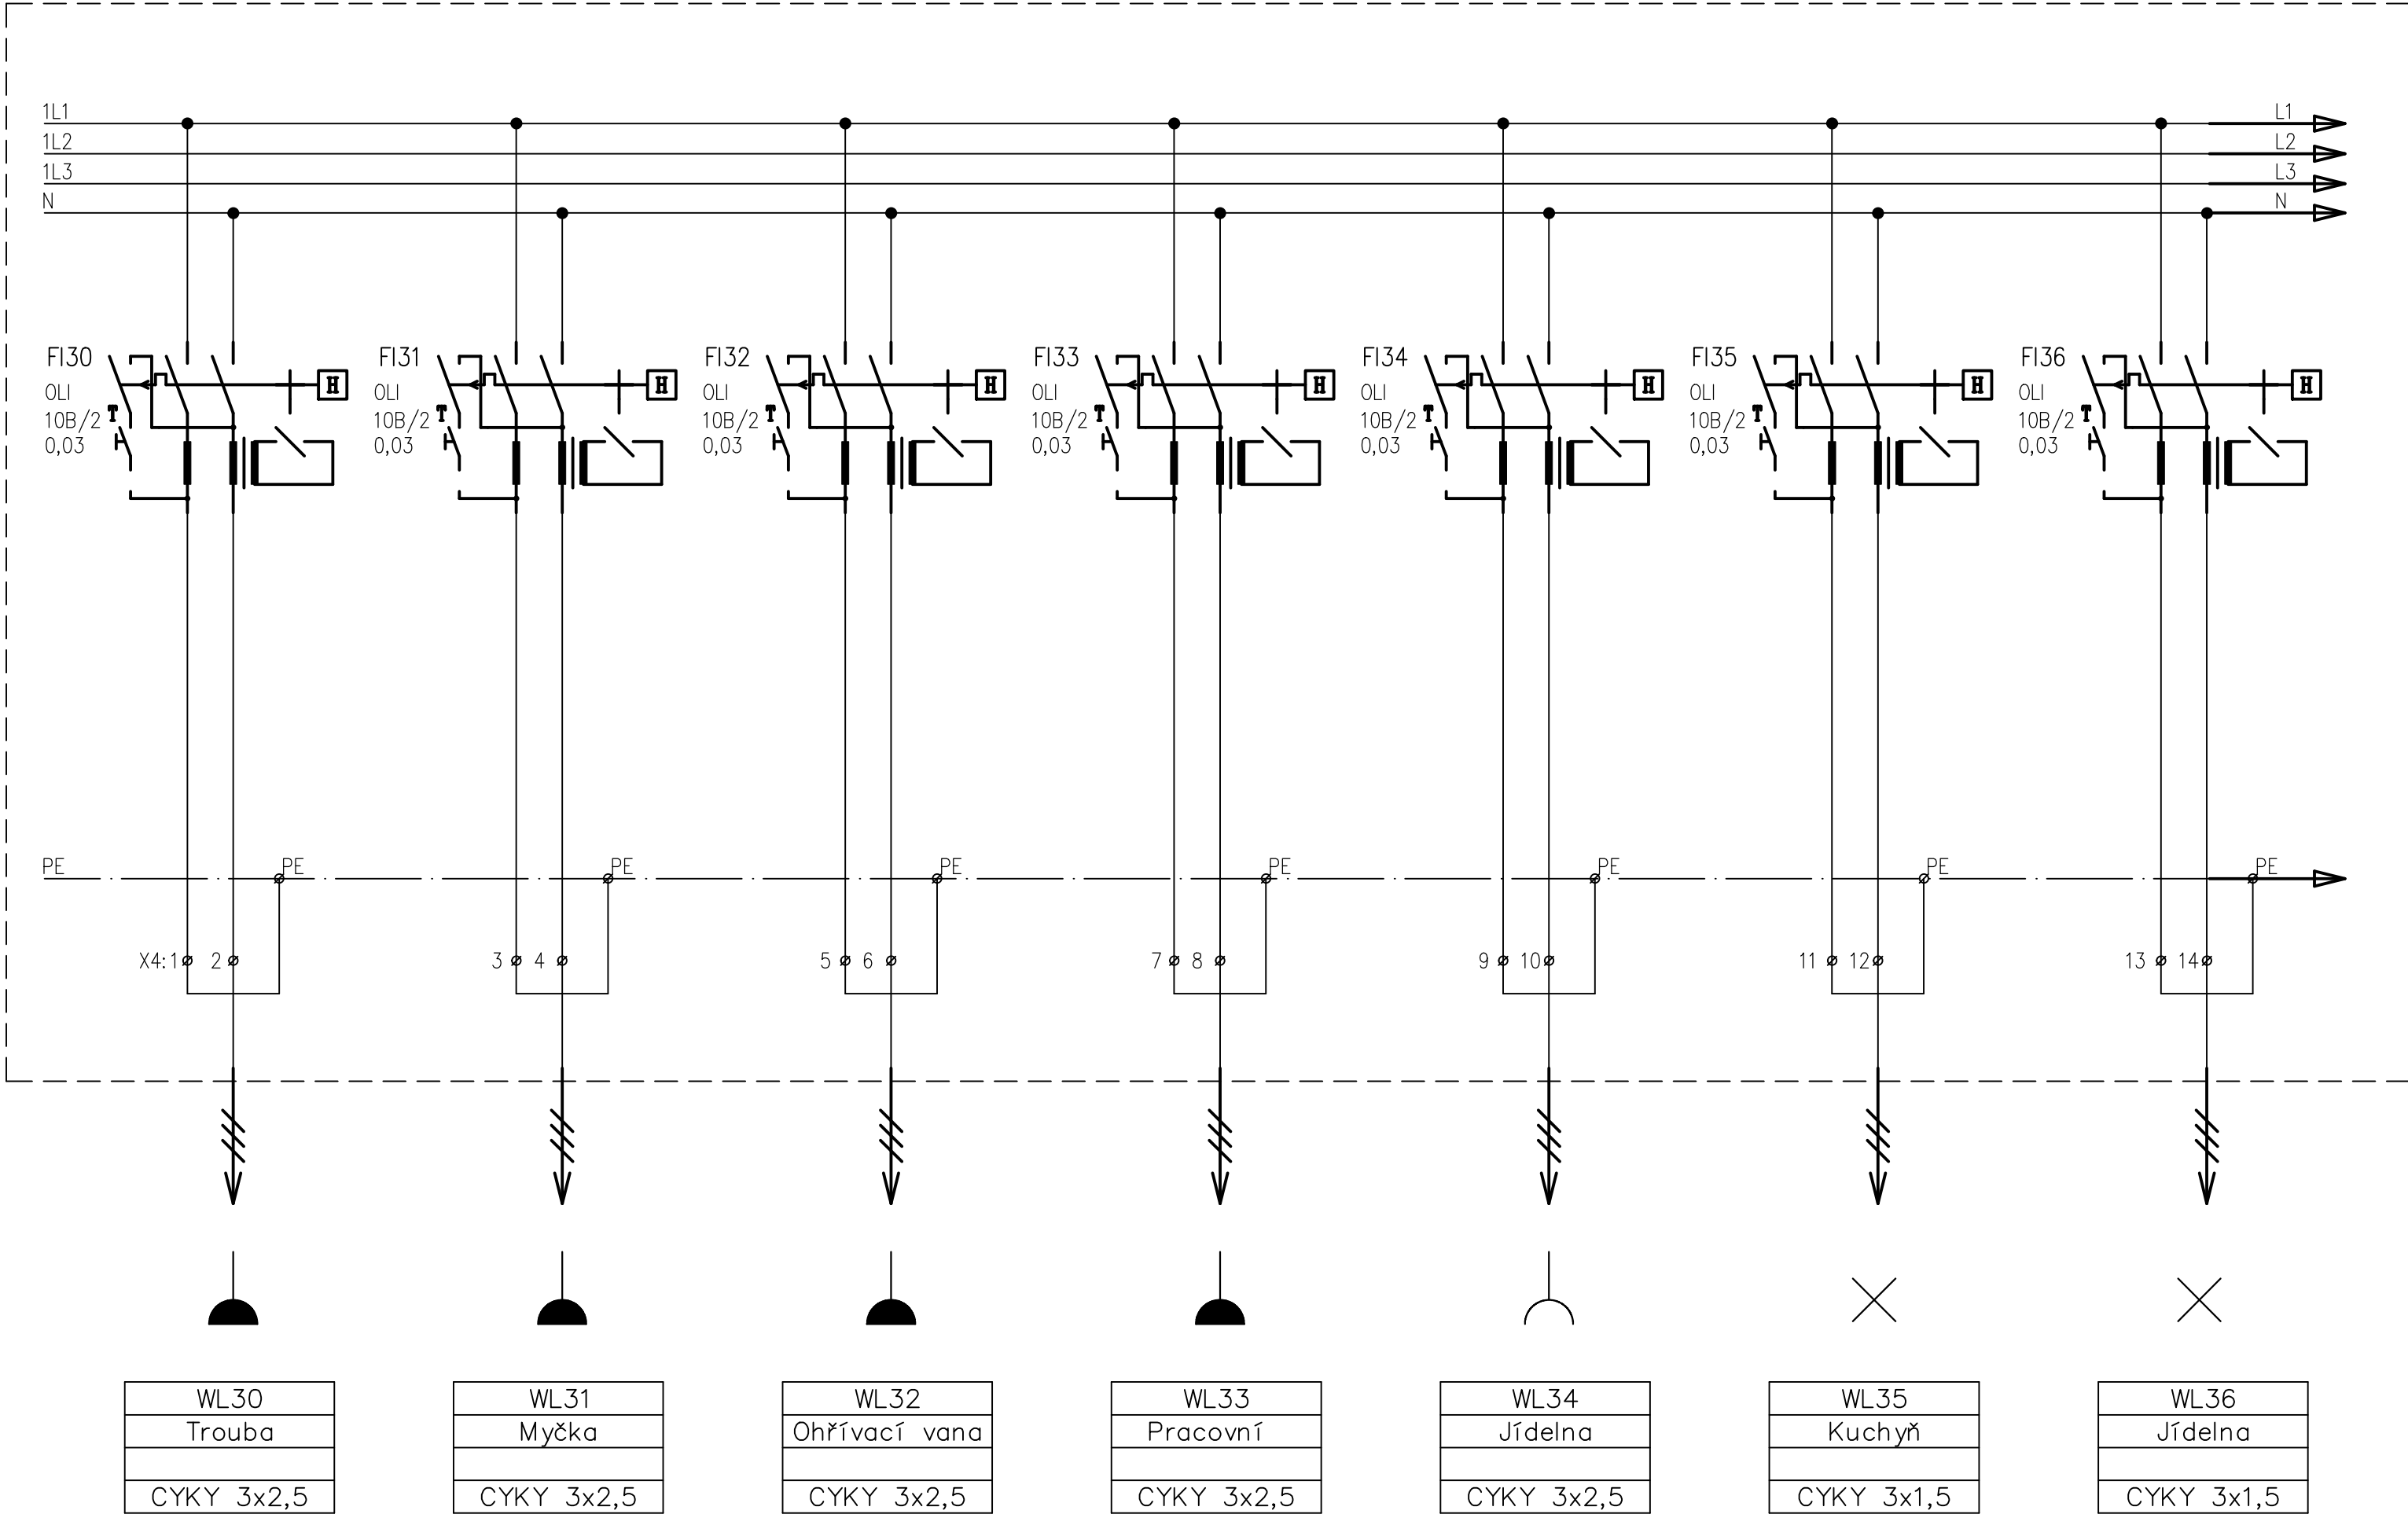 1L1
L1
1L2
L2
1L3
L3
N
N
FI30
OLI
10B/2
0,03
T
H
FI31
OLI
10B/2
0,03
T
H
FI32
OLI
10B/2
0,03
T
H
FI33
OLI
10B/2
0,03
T
H
FI34
OLI
10B/2
0,03
T
H
FI35
OLI
10B/2
0,03
T
H
FI36
OLI
10B/2
0,03
T
H
PE
PE
PE
PE
PE
PE
PE
PE
X4:1 2
3 4
5 6
7 8
9 10
11 12
13 14
WL30
Trouba
CYKY 3x2,5
WL31
Myčka
CYKY 3x2,5
WL32
Ohřívací vana
CYKY 3x2,5
WL33
Pracovní
CYKY 3x2,5
WL34
Jídelna
CYKY 3x2,5
WL35
Kuchyň
CYKY 3x1,5
WL36
Jídelna
CYKY 3x1,5